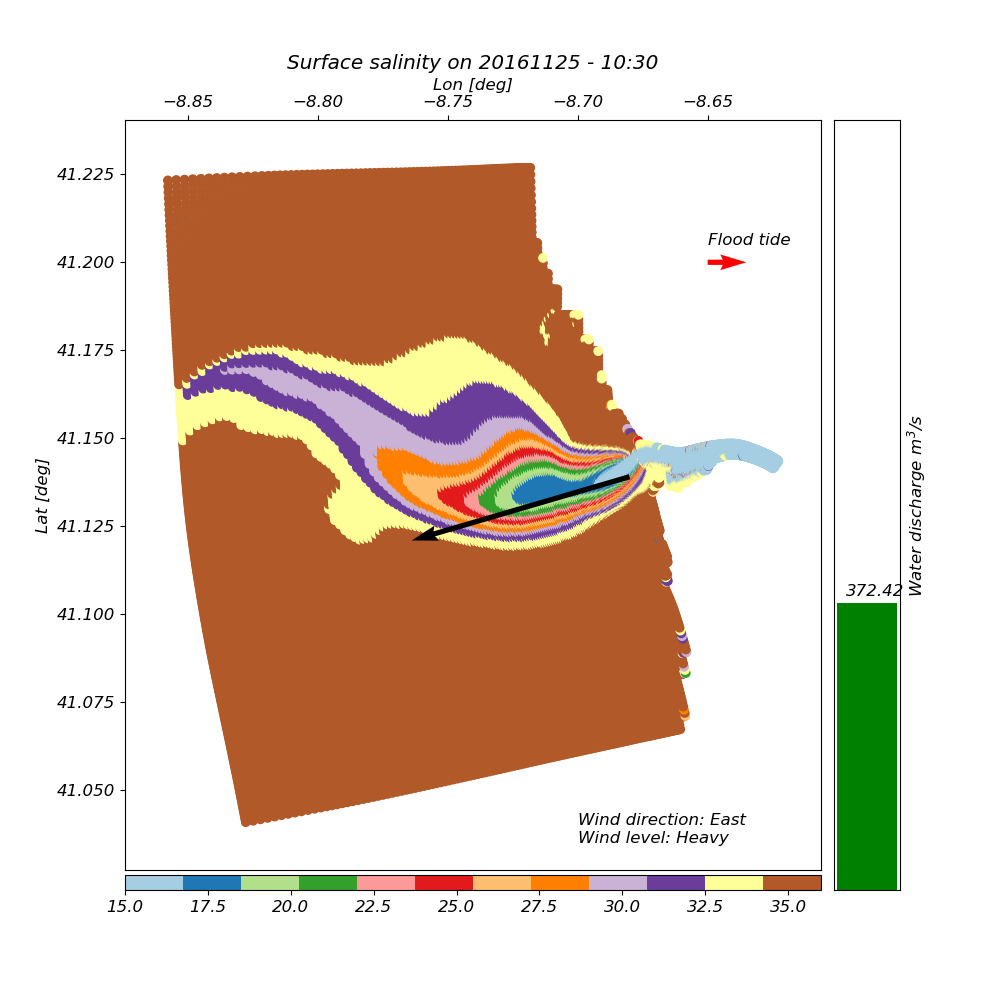 Surface salinity on 20161125 - 10:30
Lon [deg]
−8.85 −8.80 −8.75 −8.70 −8.65
41.225
41.200
41.175
41.150
41.125
41.100
41.075
41.050
Lat [deg]
Flood tide
Wind direction: East
Wind level: Heavy
15.0 17.5 20.0 22.5 25.0 27.5 30.0 32.5 35.0
372.42
Water discharge m³/s